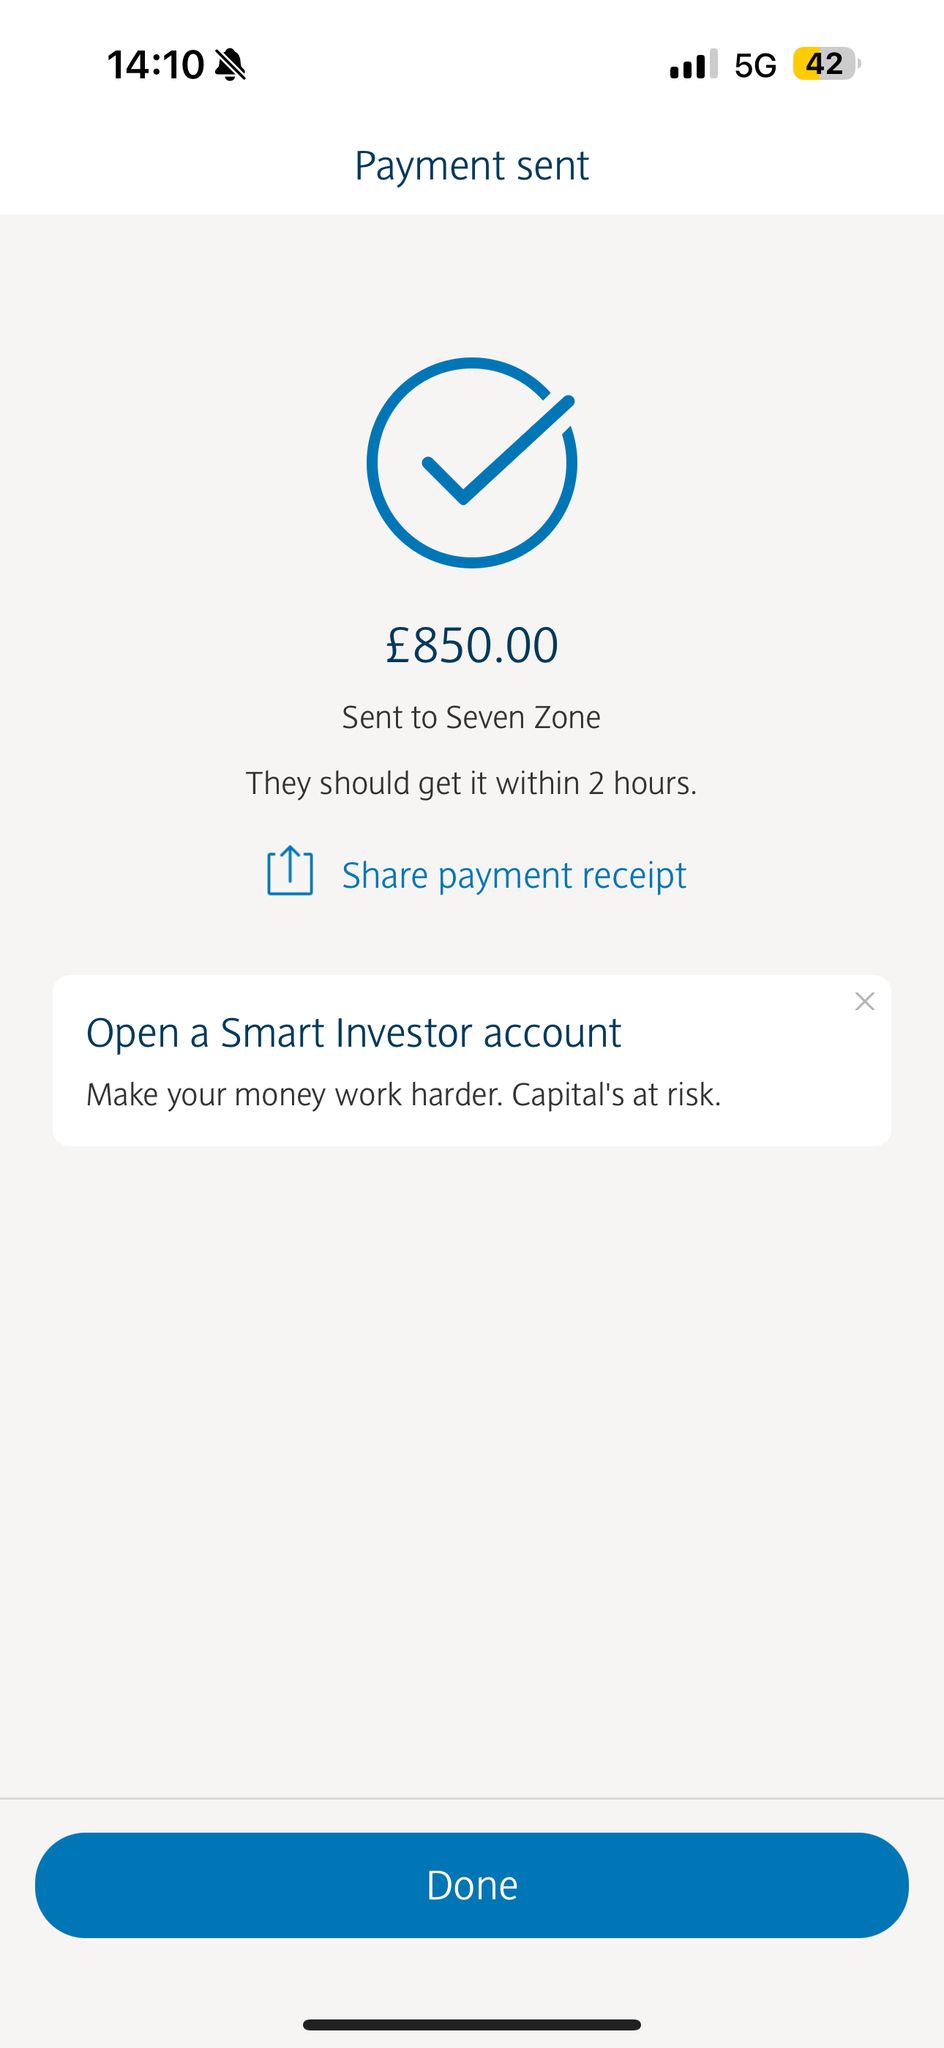 14:10
5G
42
Payment sent
£850.00
Sent to Seven Zone
They should get it within 2 hours.
Share payment receipt
Open a Smart Investor account
Make your money work harder. Capital's at risk.
Done